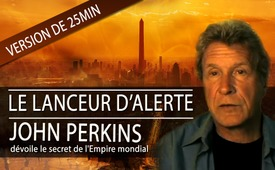 VERSION DE 25MIN
LE LANCEUR D'ALERTE
JOHN PERKINS
dévoile le secret de l'Empire mondial